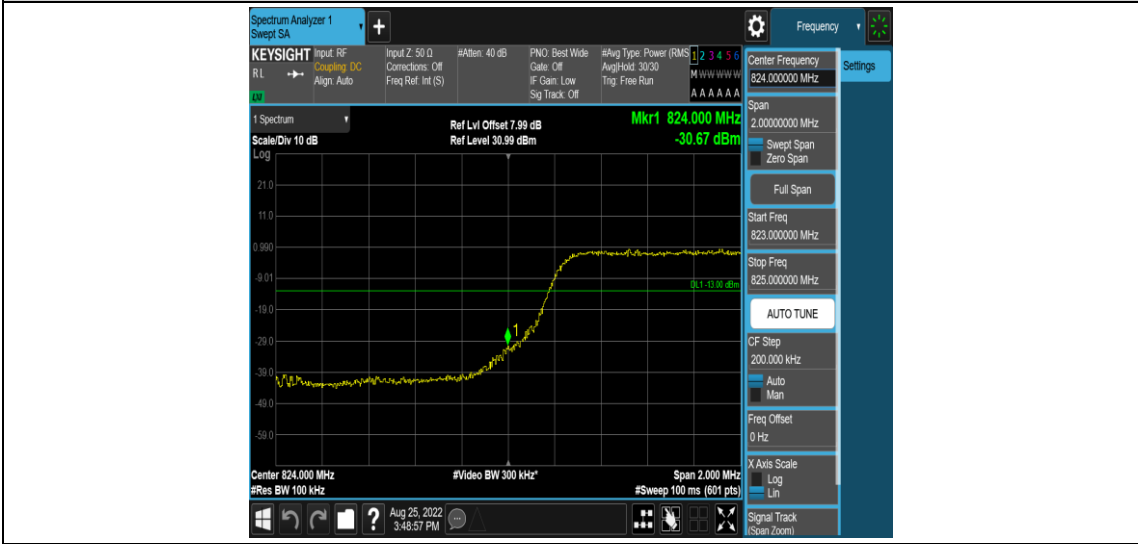 Spectrum Analyzer 1
Swept SA
+
Frequency
KEYSIGHT
RL
Input: RF
Coupling: DC
Align: Auto
Input Z: 50 Ω
Corrections: Off
Freq Ref: Int (S)
#Atten: 40 dB
PNO: Best Wide
Gate: Off
IF Gain: Low
Sig Track: Off
#Avg Type: Power (RMS
Avg|Hold: 30/30
Trig: Free Run
1 2 3 4 5 6
M W W W W W
A A A A A A
1 Spectrum
Scale/Div 10 dB
Log
Ref Lvl Offset 7.99 dB
Ref Level 30.99 dBm
Mkr1 824.000 MHz
-30.67 dBm
21.0
11.0
0.990
-9.01
-19.0
-29.0
-39.0
-49.0
-59.0
DL1 -13.00 dBm
1
Center 824.000 MHz
#Res BW 100 kHz
#Video BW 300 kHz*
Span 2.000 MHz
#Sweep 100 ms (601 pts)
?
Aug 25, 2022
3:48:57 PM
Center Frequency
824.000000 MHz
Settings
Span
2.00000000 MHz
Swept Span
Zero Span
Full Span
Start Freq
823.000000 MHz
Stop Freq
825.000000 MHz
AUTO TUNE
CF Step
200.000 kHz
Auto
Man
Freq Offset
0 Hz
X Axis Scale
Log
Lin
Signal Track
(Span Zoom)